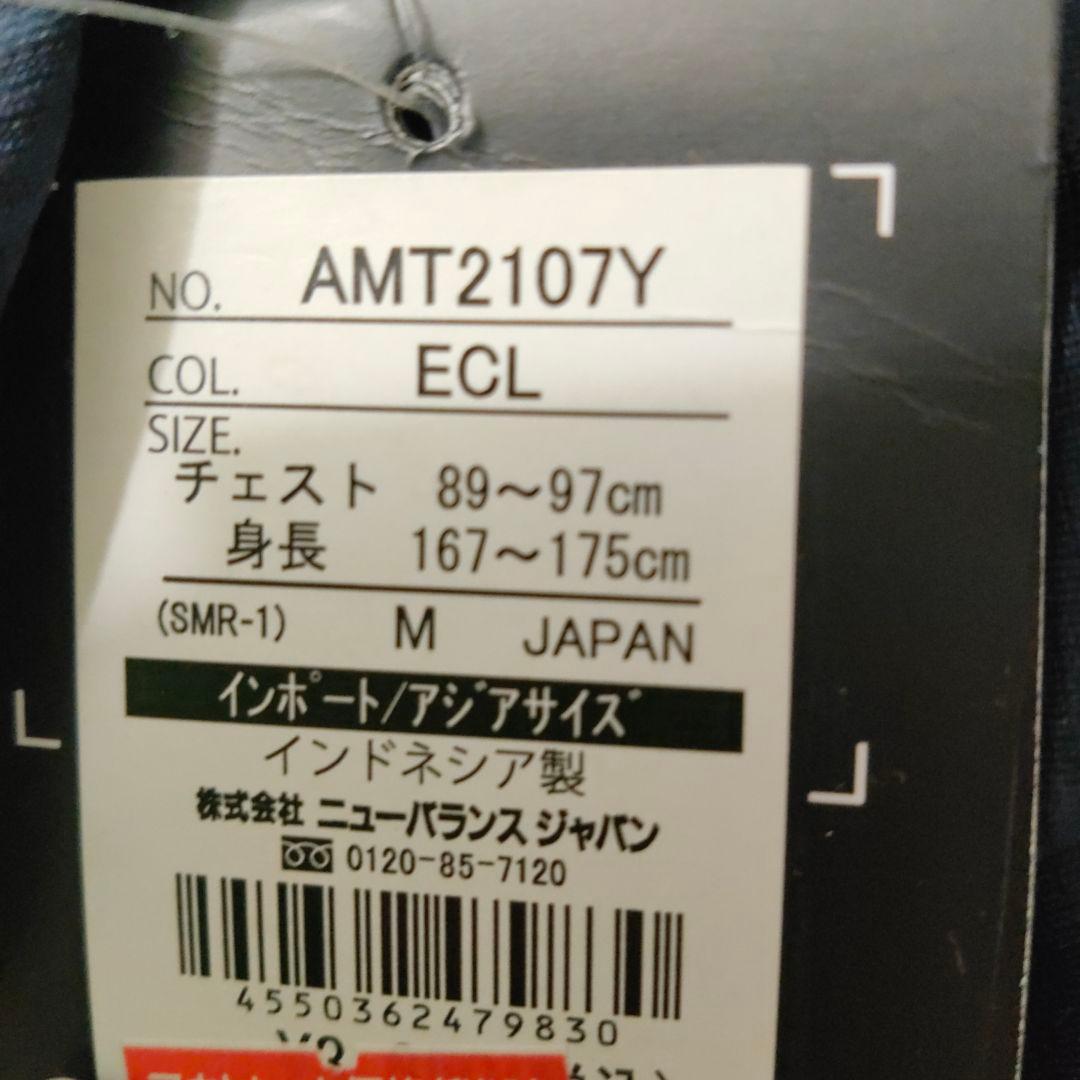 NO. AMT2107Y
COL. ECL
SIZE.
チェスト 89～97cm
身長 167～175cm
(SMR-1) M JAPAN
インポート/アジアサイズ
インドネシア製
株式会社 ニューバランス ジャパン
0120-85-7120
4550362479830